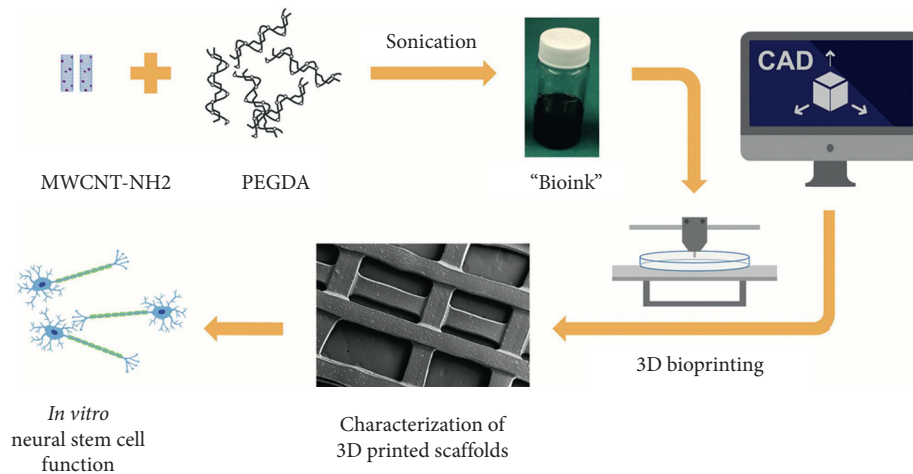 Sonication
CAD
MWCNT-NH2
PEGDA
“Bioink”
3D bioprinting
In vitro
neural stem cell
function
Characterization of
3D printed scaffolds